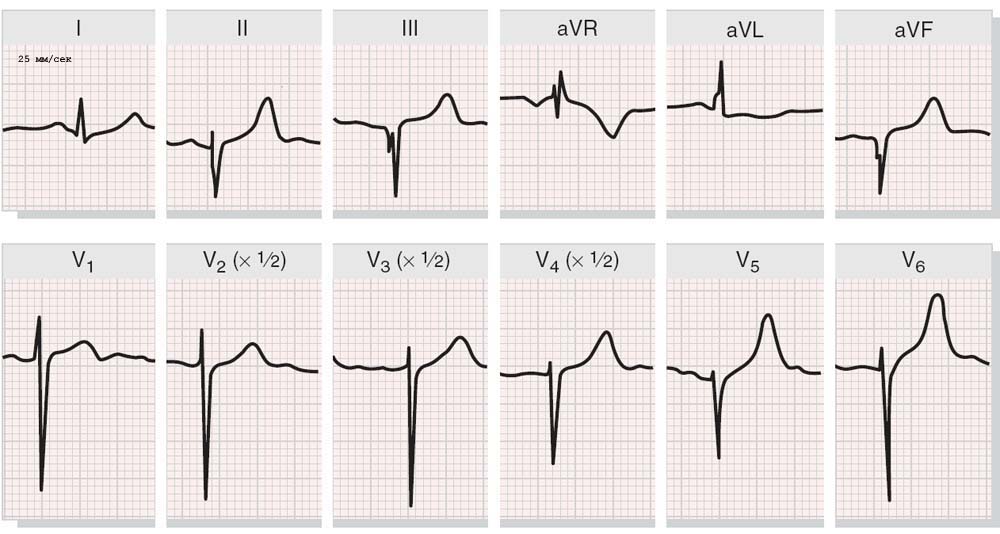 I II III aVR aVL aVF
25 мм/сек
V1 V2 (× 1/2) V3 (× 1/2) V4 (× 1/2) V5 V6